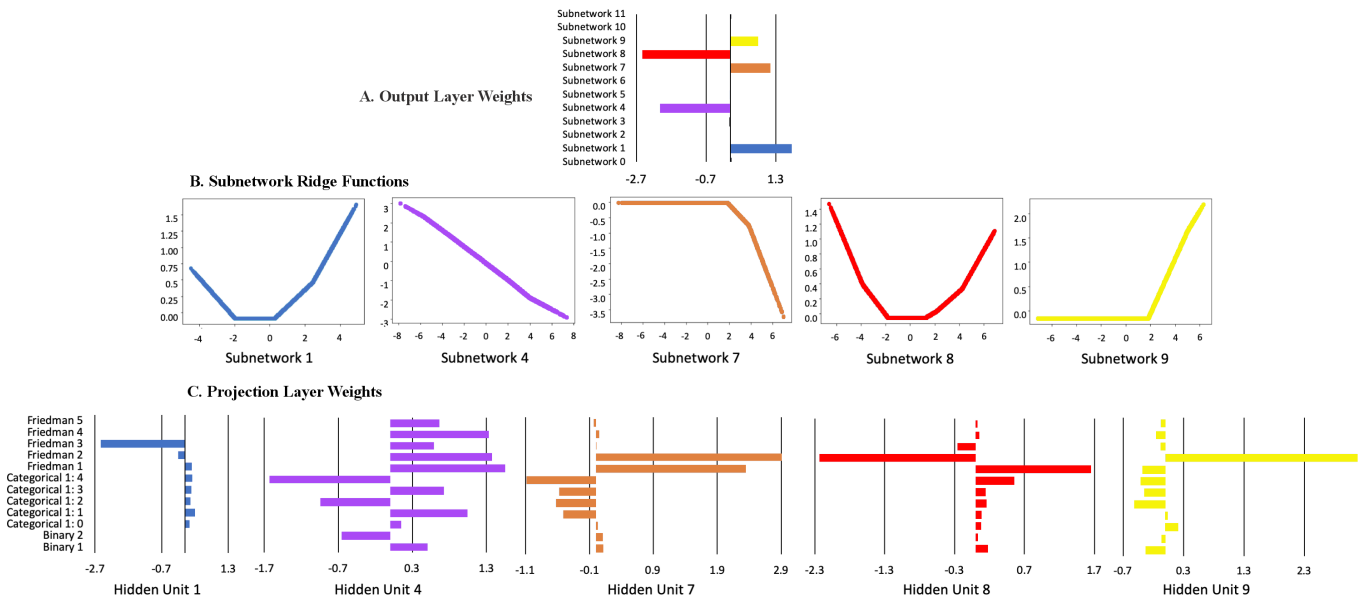 Subnetwork 11
Subnetwork 10
Subnetwork 9
Subnetwork 8
Subnetwork 7
Subnetwork 6
Subnetwork 5
Subnetwork 4
Subnetwork 3
Subnetwork 2
Subnetwork 1
Subnetwork 0
A. Output Layer Weights
-2.7 -0.7 1.3
B. Subnetwork Ridge Functions
1.5
1.25
1.00
0.75
0.50
0.25
0.00
-4 -2 0 2 4
Subnetwork 1
3
2
1
0
-1
-2
-3
-8 -6 -4 -2 0 2 4 6 8
Subnetwork 4
0.0
-0.5
-1.0
-1.5
-2.0
-2.5
-3.0
-3.5
-8 -6 -4 -2 0 2 4 6
Subnetwork 7
1.4
1.2
1.0
0.8
0.6
0.4
0.2
0.0
-6 -4 -2 0 2 4 6
Subnetwork 8
2.0
1.5
1.0
0.5
0.0
-6 -4 -2 0 2 4 6
Subnetwork 9
C. Projection Layer Weights
Friedman 5
Friedman 4
Friedman 3
Friedman 2
Friedman 1
Categorical 1: 4
Categorical 1: 3
Categorical 1: 2
Categorical 1: 1
Categorical 1: 0
Binary 2
Binary 1
-2.7 -0.7 1.3
Hidden Unit 1
-1.7 -0.7 0.3 1.3
Hidden Unit 4
-1.1 -0.1 0.9 1.9 2.9
Hidden Unit 7
-2.3 -1.3 -0.3 0.7 1.7
Hidden Unit 8
-0.7 0.3 1.3 2.3
Hidden Unit 9